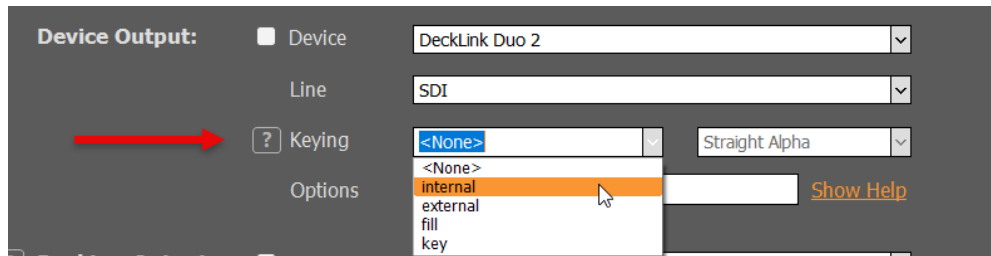 Device Output: Device DeckLink Duo 2
Line SDI
? Keying <None> Straight Alpha
<None>
Options internal Show Help
external
fill
key